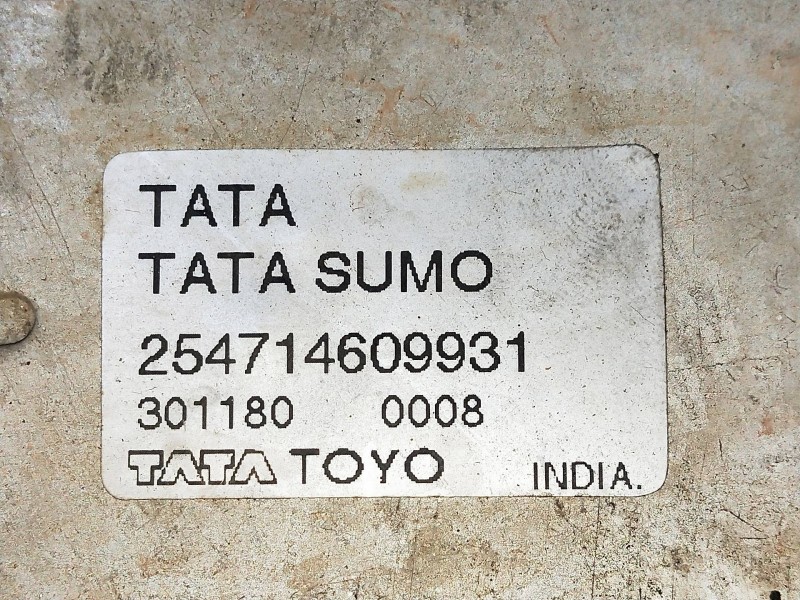 TATA
TATA SUMO
254714609931
301180 0008
TATA TOYO INDIA.